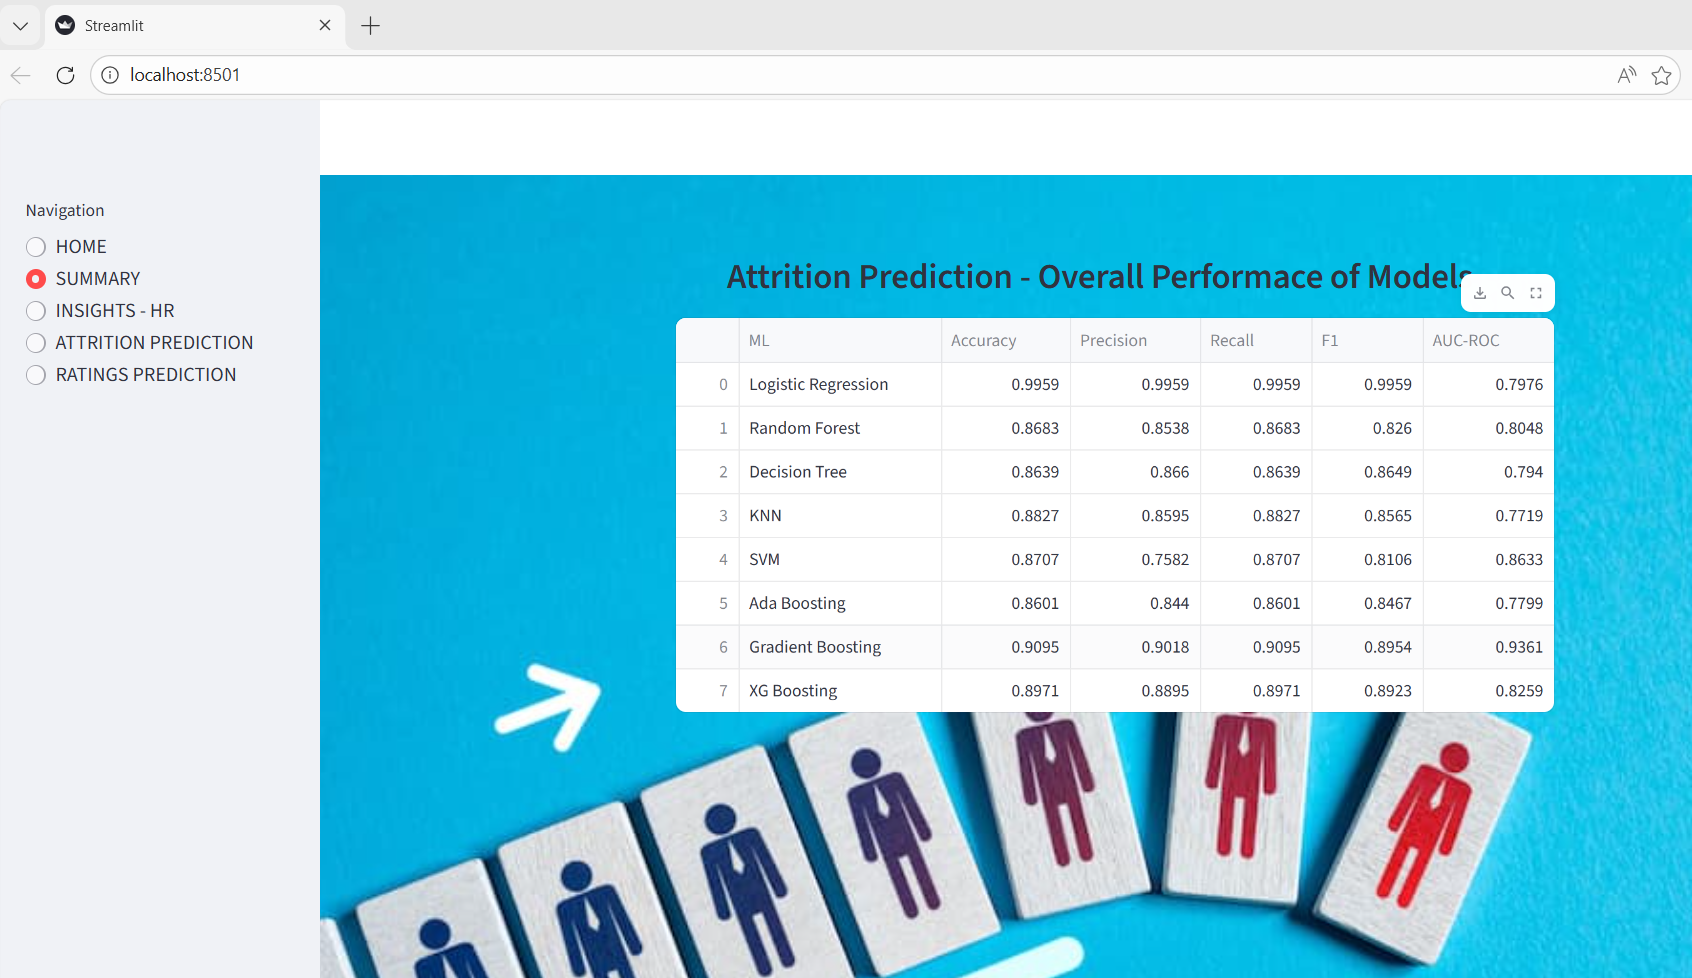 Streamlit
localhost:8501
Navigation
HOME
SUMMARY
INSIGHTS - HR
ATTRITION PREDICTION
RATINGS PREDICTION
Attrition Prediction - Overall Performace of Models
ML Accuracy Precision Recall F1 AUC-ROC
0 Logistic Regression 0.9959 0.9959 0.9959 0.9959 0.7976
1 Random Forest 0.8683 0.8538 0.8683 0.826 0.8048
2 Decision Tree 0.8639 0.866 0.8639 0.8649 0.794
3 KNN 0.8827 0.8595 0.8827 0.8565 0.7719
4 SVM 0.8707 0.7582 0.8707 0.8106 0.8633
5 Ada Boosting 0.8601 0.844 0.8601 0.8467 0.7799
6 Gradient Boosting 0.9095 0.9018 0.9095 0.8954 0.9361
7 XG Boosting 0.8971 0.8895 0.8971 0.8923 0.8259